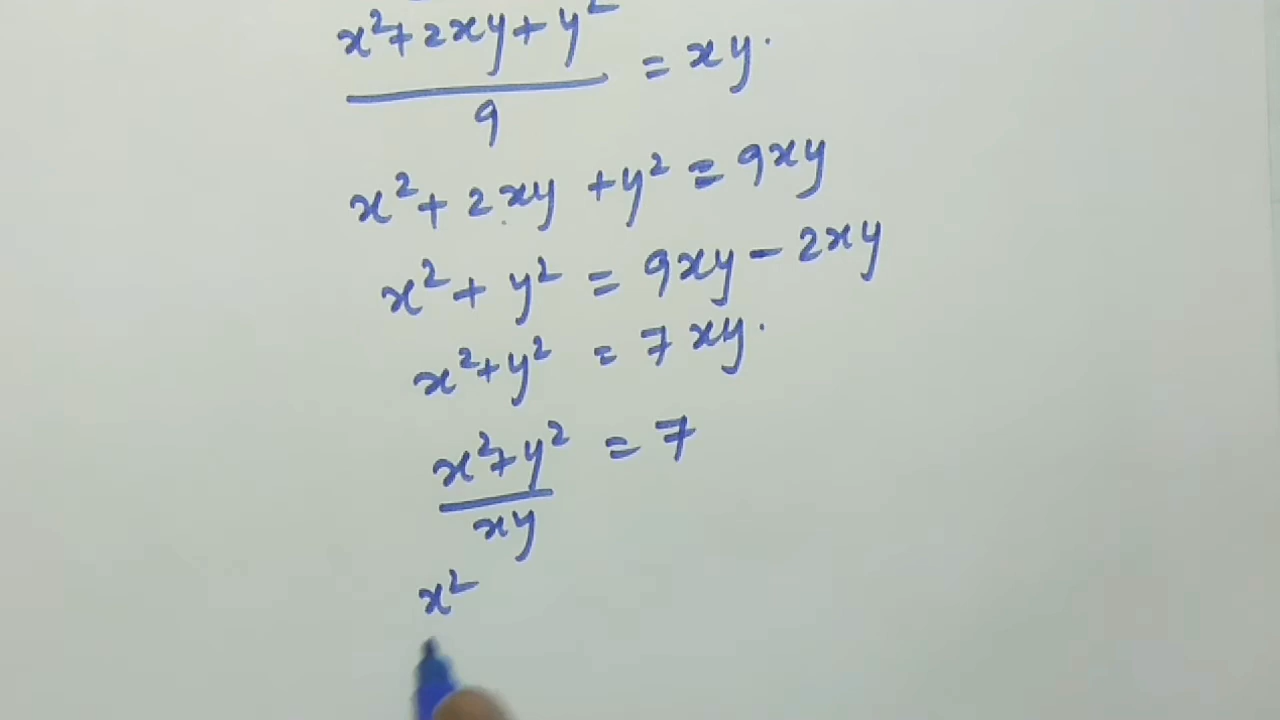 x²+2xy+y²
= xy.
9
x²+ 2xy +y² = 9xy
x²+ y² = 9xy - 2xy
x²+y² = 7xy.
x²+y² = 7
xy
x²